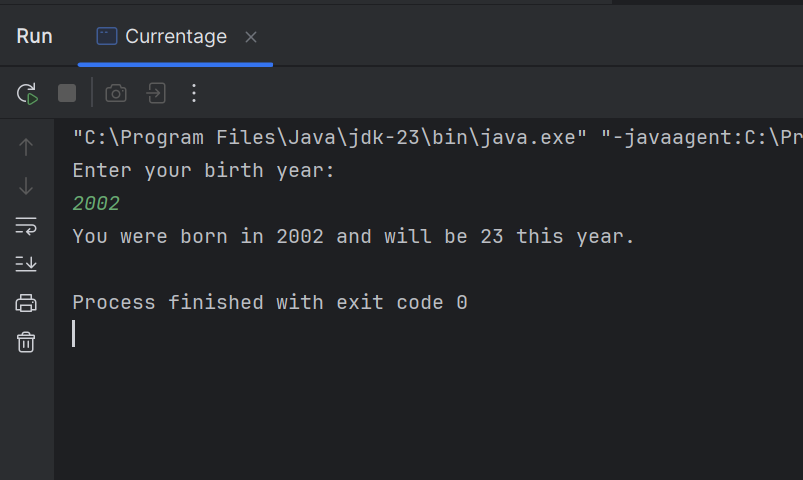 Run Currentage
"C:\Program Files\Java\jdk-23\bin\java.exe" "-javaagent:C:\Pr
Enter your birth year:
2002
You were born in 2002 and will be 23 this year.
Process finished with exit code 0